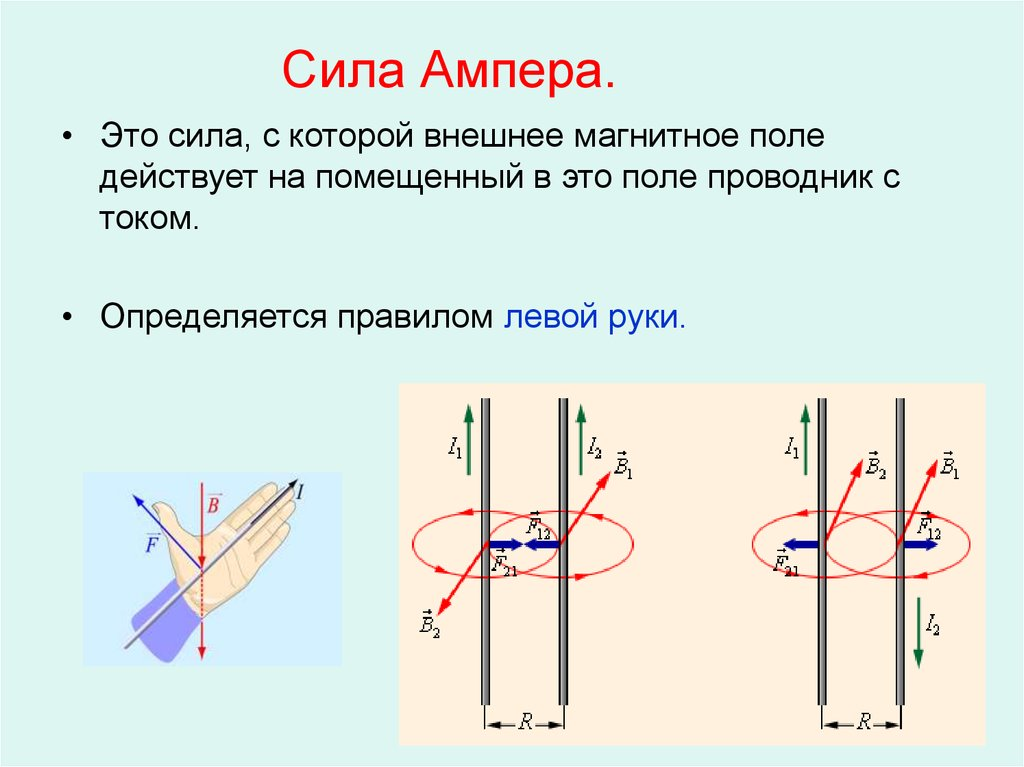 Сила Ампера.
• Это сила, с которой внешнее магнитное поле
действует на помещенный в это поле проводник с
током.
• Определяется правилом левой руки.
B
I
F
I₁
I₂
B₁
F₁₂
F₂₁
B₂
R
I₁
B₂
B₁
F₁₂
F₂₁
I₂
R